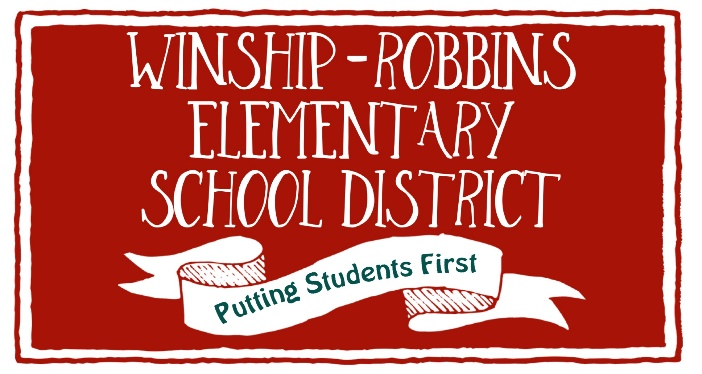 WINSHIP-ROBBINS
ELEMENTARY
SCHOOL DISTRICT
Putting Students First